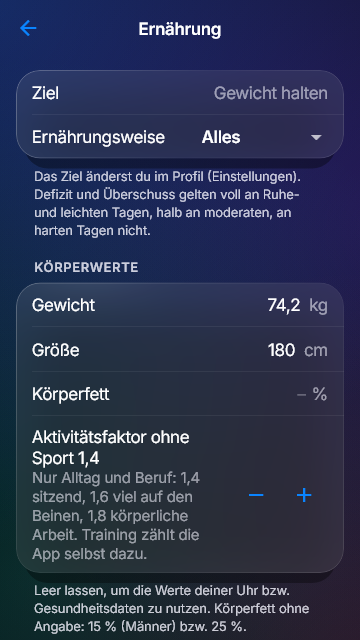 Ernährung
Ziel Gewicht halten
Ernährungsweise Alles
Das Ziel änderst du im Profil (Einstellungen).
Defizit und Überschuss gelten voll an Ruhe-
und leichten Tagen, halb an moderaten, an
harten Tagen nicht.
KÖRPERWERTE
Gewicht 74,2 kg
Größe 180 cm
Körperfett – %
Aktivitätsfaktor ohne
Sport 1,4
Nur Alltag und Beruf: 1,4
sitzend, 1,6 viel auf den
Beinen, 1,8 körperliche
Arbeit. Training zählt die
App selbst dazu.
Leer lassen, um die Werte deiner Uhr bzw.
Gesundheitsdaten zu nutzen. Körperfett ohne
Angabe: 15 % (Männer) bzw. 25 %.